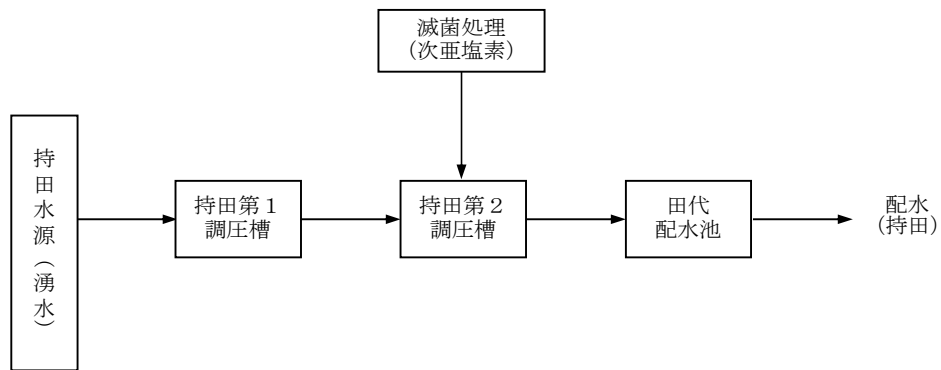 滅菌処理
（次亜塩素）
持田水源（湧水）
持田第１
調圧槽
持田第２
調圧槽
田代
配水池
配水
（持田）